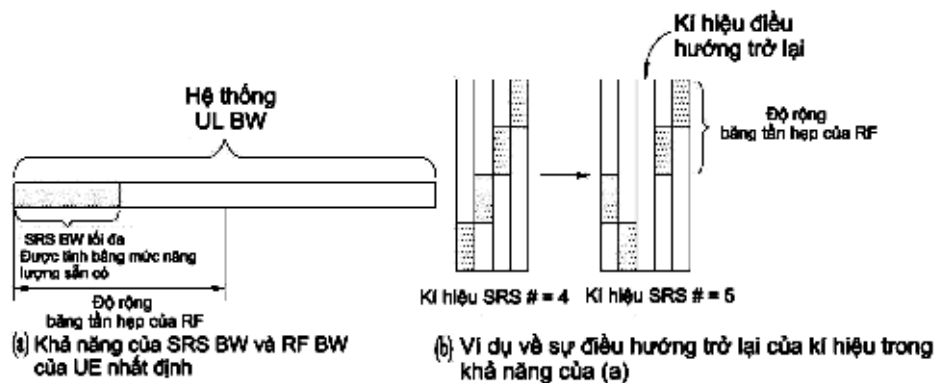 Kí hiệu điều
hướng trở lại
Hệ thống
UL BW
Độ rộng
băng tần hẹp của RF
SRS BW tối đa
Được tính bằng mức năng
lượng sẵn có
Độ rộng
băng tần hẹp của RF
Kí hiệu SRS # = 4
Kí hiệu SRS # = 5
(a) Khả năng của SRS BW và RF BW
của UE nhất định
(b) Ví dụ về sự điều hướng trở lại của kí hiệu trong
khả năng của (a)